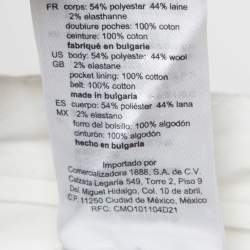 FR corps: 54% polyester 44% laine
2% elasthanne
doublure poches: 100% coton
ceinture: 100% coton
fabriqué en bulgaria
US body: 54% polyester 44% wool
GB 2% elastane
pocket lining: 100% cotton
belt: 100% cotton
made in bulgaria
ES cuerpo: 54% poliéster 44% lana
MX 2% elastano
forro del bolsillo: 100% algodón
cinturón: 100% algodón
hecho en bulgaria
Importado por
Comercializadora 1888, S.A. de C.V.
Calzada Legaria 549, Torre 2, Piso 9
Del. Miguel Hidalgo, Col. 10 de abril,
C.P. 11250 Ciudad de México, México
RFC: CMO101104D21